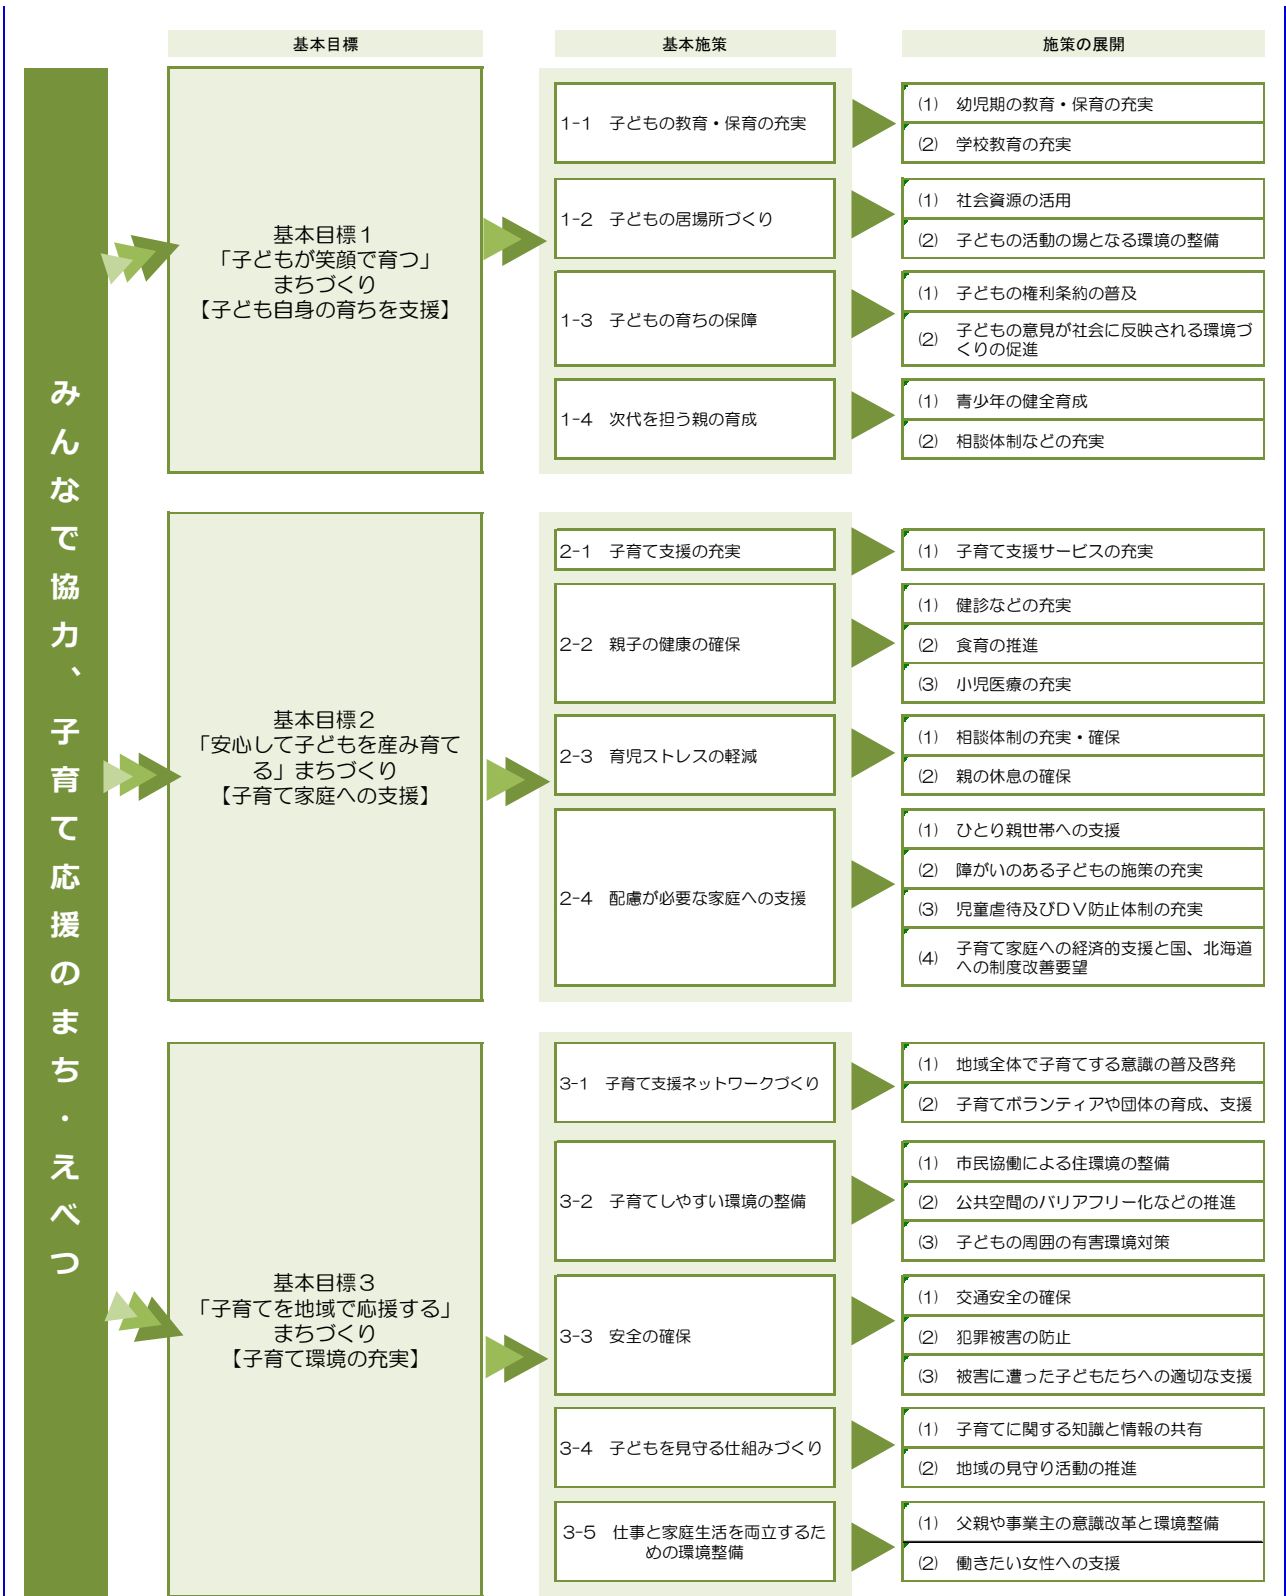 基本目標
基本施策
施策の展開
みんなで協力、子育て応援のまち・えべつ
基本目標１
「子どもが笑顔で育つ」
まちづくり
【子ども自身の育ちを支援】
1-1 子どもの教育・保育の充実
(1) 幼児期の教育・保育の充実
(2) 学校教育の充実
1-2 子どもの居場所づくり
(1) 社会資源の活用
(2) 子どもの活動の場となる環境の整備
1-3 子どもの育ちの保障
(1) 子どもの権利条約の普及
(2) 子どもの意見が社会に反映される環境づ
くりの促進
1-4 次代を担う親の育成
(1) 青少年の健全育成
(2) 相談体制などの充実
基本目標２
「安心して子どもを産み育て
る」まちづくり
【子育て家庭への支援】
2-1 子育て支援の充実
(1) 子育て支援サービスの充実
2-2 親子の健康の確保
(1) 健診などの充実
(2) 食育の推進
(3) 小児医療の充実
2-3 育児ストレスの軽減
(1) 相談体制の充実・確保
(2) 親の休息の確保
2-4 配慮が必要な家庭への支援
(1) ひとり親世帯への支援
(2) 障がいのある子どもの施策の充実
(3) 児童虐待及びＤＶ防止体制の充実
(4) 子育て家庭への経済的支援と国、北海道
への制度改善要望
基本目標３
「子育てを地域で応援する」
まちづくり
【子育て環境の充実】
3-1 子育て支援ネットワークづくり
(1) 地域全体で子育てする意識の普及啓発
(2) 子育てボランティアや団体の育成、支援
3-2 子育てしやすい環境の整備
(1) 市民協働による住環境の整備
(2) 公共空間のバリアフリー化などの推進
(3) 子どもの周囲の有害環境対策
3-3 安全の確保
(1) 交通安全の確保
(2) 犯罪被害の防止
(3) 被害に遭った子どもたちへの適切な支援
3-4 子どもを見守る仕組みづくり
(1) 子育てに関する知識と情報の共有
(2) 地域の見守り活動の推進
3-5 仕事と家庭生活を両立するた
めの環境整備
(1) 父親や事業主の意識改革と環境整備
(2) 働きたい女性への支援